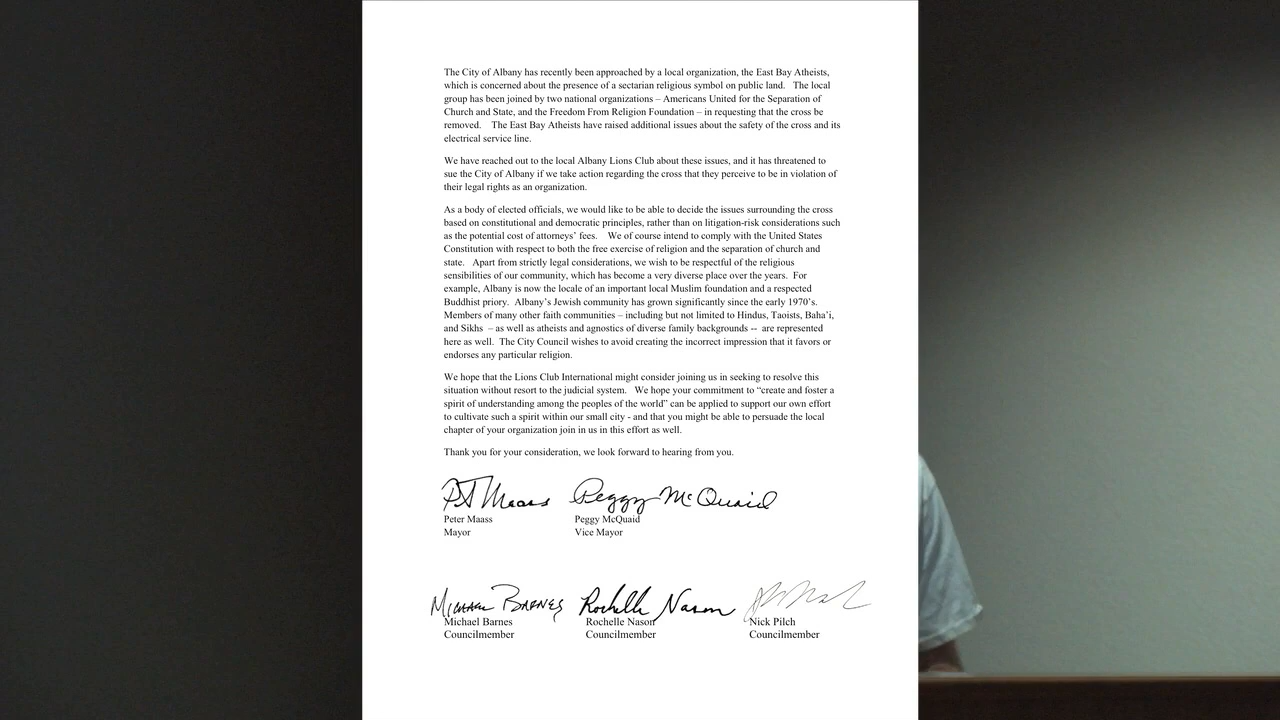 The City of Albany has recently been approached by a local organization, the East Bay Atheists,
which is concerned about the presence of a sectarian religious symbol on public land.   The local
group has been joined by two national organizations – Americans United for the Separation of
Church and State, and the Freedom From Religion Foundation – in requesting that the cross be
removed.    The East Bay Atheists have raised additional issues about the safety of the cross and its
electrical service line.
We have reached out to the local Albany Lions Club about these issues, and it has threatened to
sue the City of Albany if we take action regarding the cross that they perceive to be in violation of
their legal rights as an organization.
As a body of elected officials, we would like to be able to decide the issues surrounding the cross
based on constitutional and democratic principles, rather than on litigation-risk considerations such
as the potential cost of attorneys’ fees.    We of course intend to comply with the United States
Constitution with respect to both the free exercise of religion and the separation of church and
state.   Apart from strictly legal considerations, we wish to be respectful of the religious
sensibilities of our community, which has become a very diverse place over the years.  For
example, Albany is now the locale of an important local Muslim foundation and a respected
Buddhist priory.  Albany’s Jewish community has grown significantly since the early 1970’s.
Members of many other faith communities – including but not limited to Hindus, Taoists, Baha’i,
and Sikhs  – as well as atheists and agnostics of diverse family backgrounds --  are represented
here as well.  The City Council wishes to avoid creating the incorrect impression that it favors or
endorses any particular religion.
We hope that the Lions Club International might consider joining us in seeking to resolve this
situation without resort to the judicial system.   We hope your commitment to “create and foster a
spirit of understanding among the peoples of the world” can be applied to support our own effort
to cultivate such a spirit within our small city - and that you might be able to persuade the local
chapter of your organization join in us in this effort as well.
Thank you for your consideration, we look forward to hearing from you.
PJ Maass Peggy McQuaid
Peter Maass Peggy McQuaid
Mayor Vice Mayor
Michael Barnes Rochelle Nason
Michael Barnes Rochelle Nason Nick Pilch
Councilmember Councilmember Councilmember